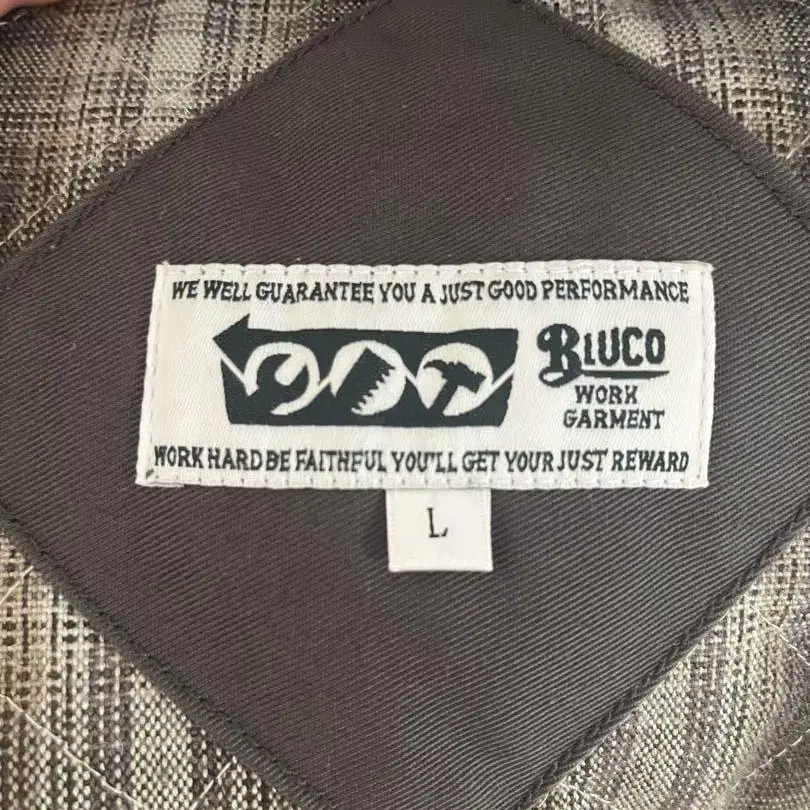 WE WELL GUARANTEE YOU A JUST GOOD PERFORMANCE
BLUCO
WORK
GARMENT
WORK HARD BE FAITHFUL YOU'LL GET YOUR JUST REWARD
L